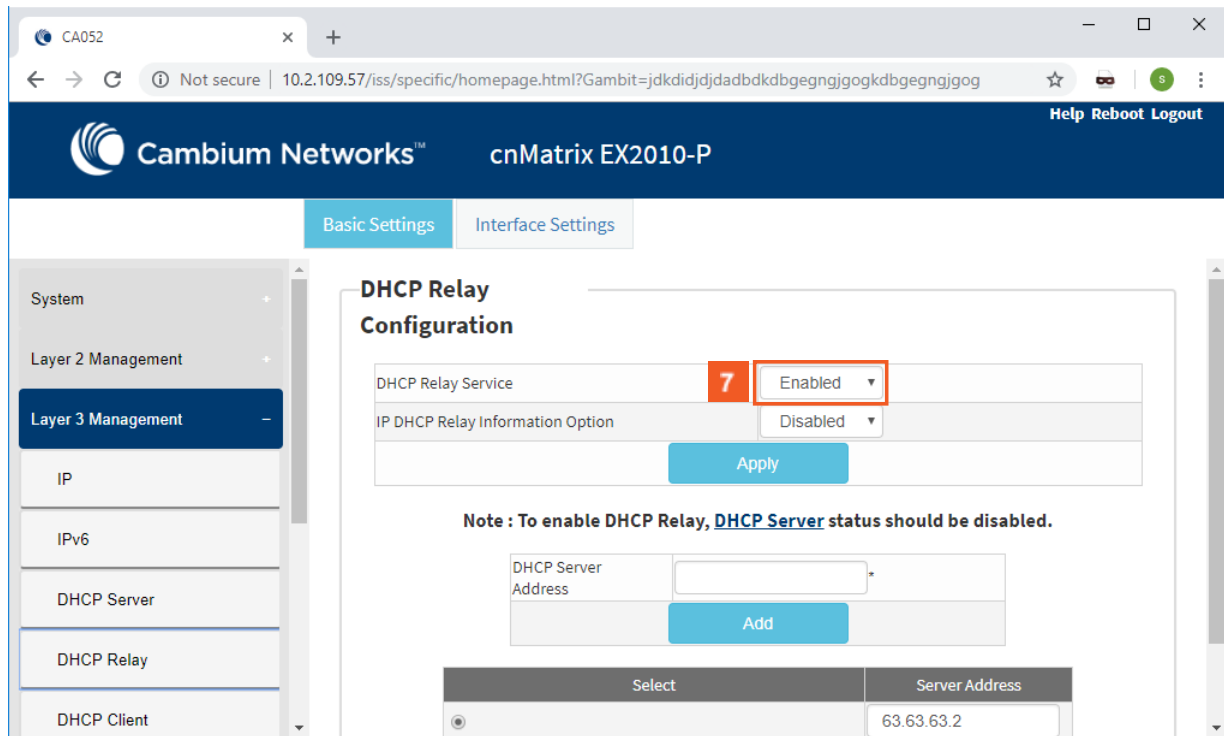 CA052
Not secure | 10.2.109.57/iss/specific/homepage.html?Gambit=jdkdidjdjdadbdkdbgegngjgogkdbgegngjgog
S
Help Reboot Logout
Cambium Networks™ cnMatrix EX2010-P
Basic Settings Interface Settings
System +
Layer 2 Management +
Layer 3 Management −
IP
IPv6
DHCP Server
DHCP Relay
DHCP Client
DHCP Relay
Configuration
DHCP Relay Service 7 Enabled
IP DHCP Relay Information Option Disabled
Apply
Note : To enable DHCP Relay, DHCP Server status should be disabled.
DHCP Server
Address *
Add
Select Server Address
63.63.63.2